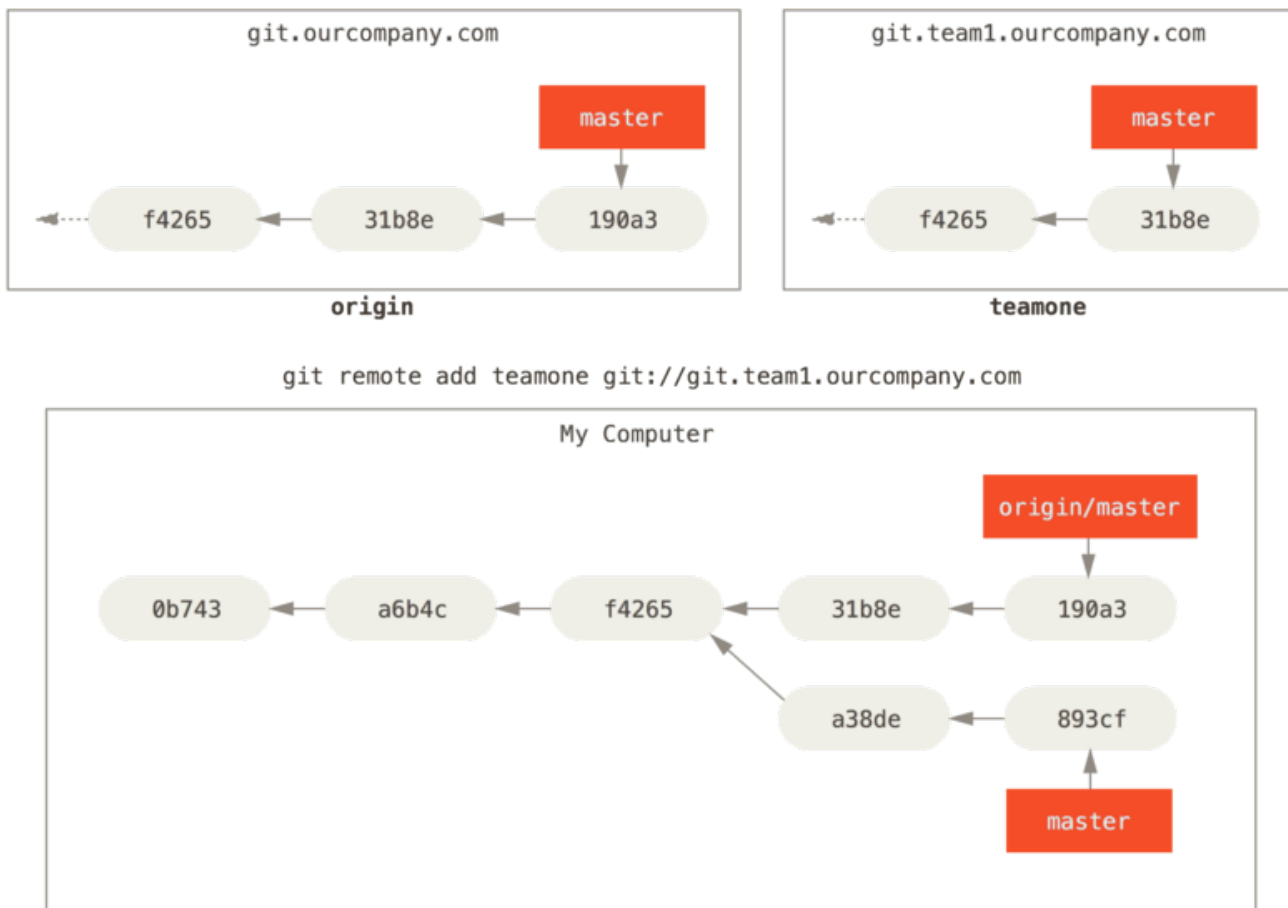 git.ourcompany.com
master
f4265 31b8e 190a3
origin
git.team1.ourcompany.com
master
f4265 31b8e
teamone
git remote add teamone git://git.team1.ourcompany.com
My Computer
origin/master
0b743 a6b4c f4265 31b8e 190a3
a38de 893cf
master